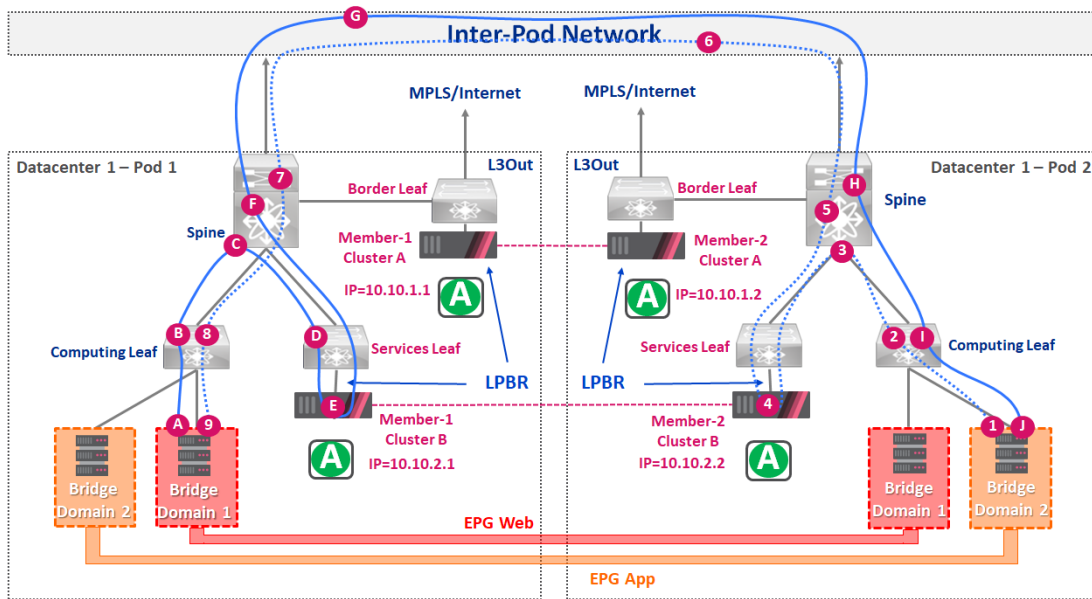 G
Inter-Pod Network
6
MPLS/Internet
MPLS/Internet
Datacenter 1 – Pod 1
L3Out
L3Out
Datacenter 1 – Pod 2
7
Border Leaf
Border Leaf
H
F
5
Spine
Spine
C
Member-1
Cluster A
Member-2
Cluster A
3
IP=10.10.1.1
A
A
IP=10.10.1.2
B
8
D
2
I
Computing Leaf
Services Leaf
Services Leaf
Computing Leaf
LPBR
LPBR
E
4
A
9
Member-1
Cluster B
IP=10.10.2.1
A
Member-2
Cluster B
IP=10.10.2.2
A
1
J
Bridge
Domain 2
Bridge
Domain 1
Bridge
Domain 1
Bridge
Domain 2
EPG Web
EPG App